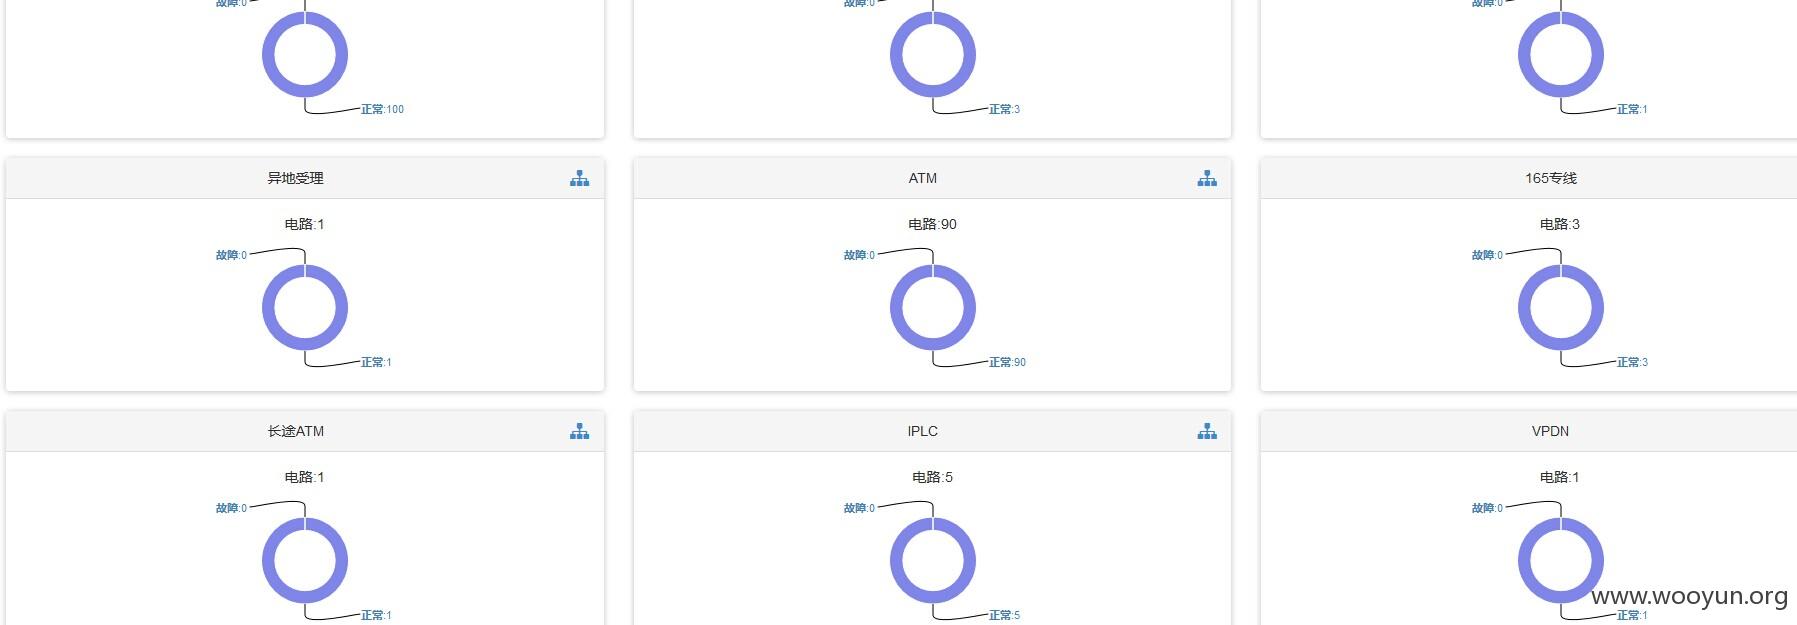 故障:0 故障:0 故障:0
正常:100 正常:3 正常:1
异地受理 ATM 165专线
电路:1 电路:90 电路:3
故障:0 故障:0 故障:0
正常:1 正常:90 正常:3
长途ATM IPLC VPDN
电路:1 电路:5 电路:1
故障:0 故障:0 故障:0
www.wooyun.org
正常:1 正常:5 正常:1